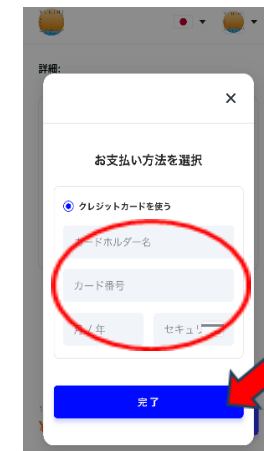 詳細:
×
お支払い方法を選択
クレジットカードを使う
カードホルダー名
カード番号
月 / 年
セキュリ
完了